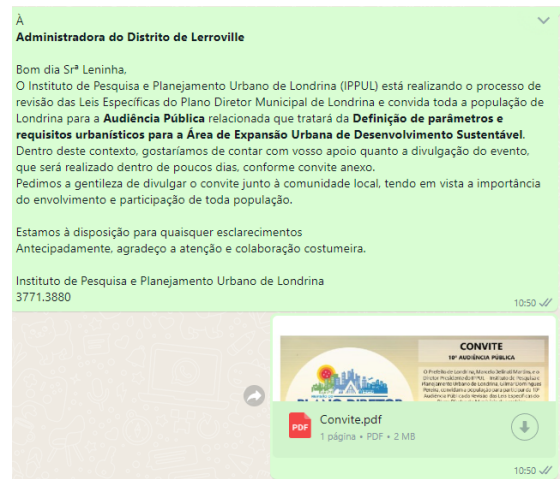 À
Administradora do Distrito de Lerroville
Bom dia Srª Leninha,
O Instituto de Pesquisa e Planejamento Urbano de Londrina (IPPUL) está realizando o processo de
revisão das Leis Específicas do Plano Diretor Municipal de Londrina e convida toda a população de
Londrina para a Audiência Pública relacionada que tratará da Definição de parâmetros e
requisitos urbanísticos para a Área de Expansão Urbana de Desenvolvimento Sustentável.
Dentro deste contexto, gostaríamos de contar com vosso apoio quanto a divulgação do evento,
que será realizado dentro de poucos dias, conforme convite anexo.
Pedimos a gentileza de divulgar o convite junto à comunidade local, tendo em vista a importância
do envolvimento e participação de toda população.
Estamos à disposição para quaisquer esclarecimentos
Antecipadamente, agradeço a atenção e colaboração costumeira.
Instituto de Pesquisa e Planejamento Urbano de Londrina
3771.3880
10:50
CONVITE
10ª AUDIÊNCIA PÚBLICA
PLANO DIRETOR
PDF
Convite.pdf
1 página • PDF • 2 MB
10:50